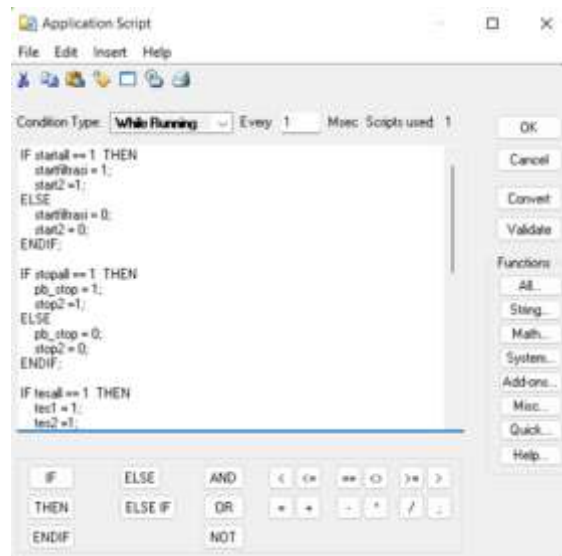 Application Script
File Edit Insert Help
Condition Type: While Running Every 1 Msec Scripts used 1
IF startall == 1 THEN
startfiltrasi = 1;
start2 =1;
ELSE
startfiltrasi = 0;
start2 = 0;
ENDIF;
IF stopall == 1 THEN
pb_stop = 1;
stop2 =1;
ELSE
pb_stop = 0;
stop2 = 0;
ENDIF;
IF tesall == 1 THEN
tes1 = 1;
tes2 =1;
OK
Cancel
Convert
Validate
Functions
All...
String...
Math...
System...
Add-ons...
Misc...
Quick...
Help...
IF ELSE AND < <= == <> >= >
THEN ELSE IF OR = + - * / ;
ENDIF NOT